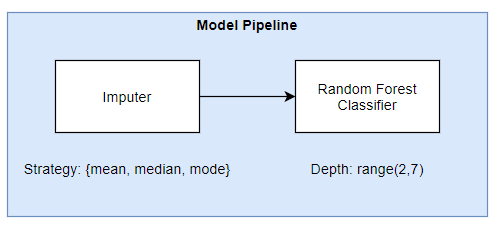 Model Pipeline
Imputer
Random Forest
Classifier
Strategy: {mean, median, mode}
Depth: range(2,7)